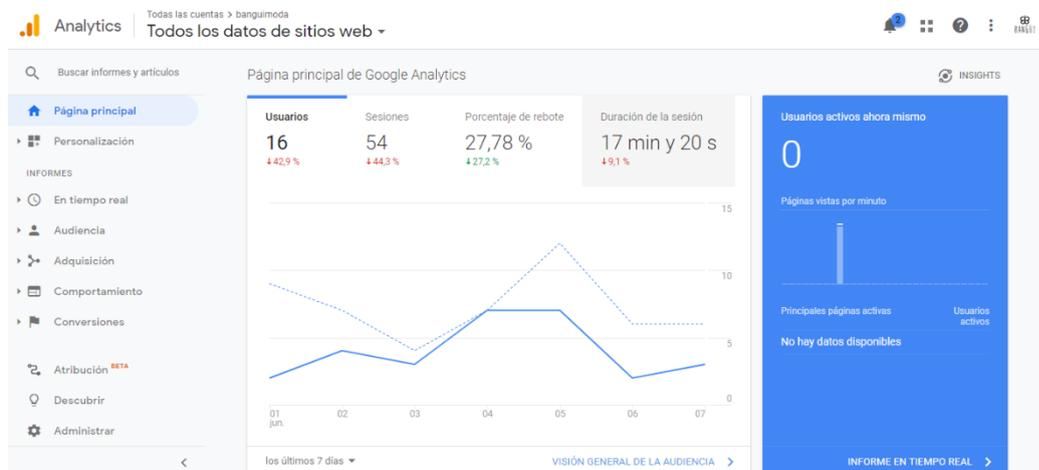 Analytics
Todas las cuentas > banguimoda
Todos los datos de sitios web
2
Buscar informes y artículos
Página principal
Personalización
INFORMES
En tiempo real
Audiencia
Adquisición
Comportamiento
Conversiones
Atribución BETA
Descubrir
Administrar
Página principal de Google Analytics
INSIGHTS
Usuarios
16
↓42,9 %
Sesiones
54
↓44,3 %
Porcentaje de rebote
27,78 %
↓27,2 %
Duración de la sesión
17 min y 20 s
↓9,1 %
15
10
5
0
01 02 03 04 05 06 07
jun.
los últimos 7 días
VISIÓN GENERAL DE LA AUDIENCIA
Usuarios activos ahora mismo
0
Páginas vistas por minuto
Principales páginas activas
Usuarios
activos
No hay datos disponibles
INFORME EN TIEMPO REAL